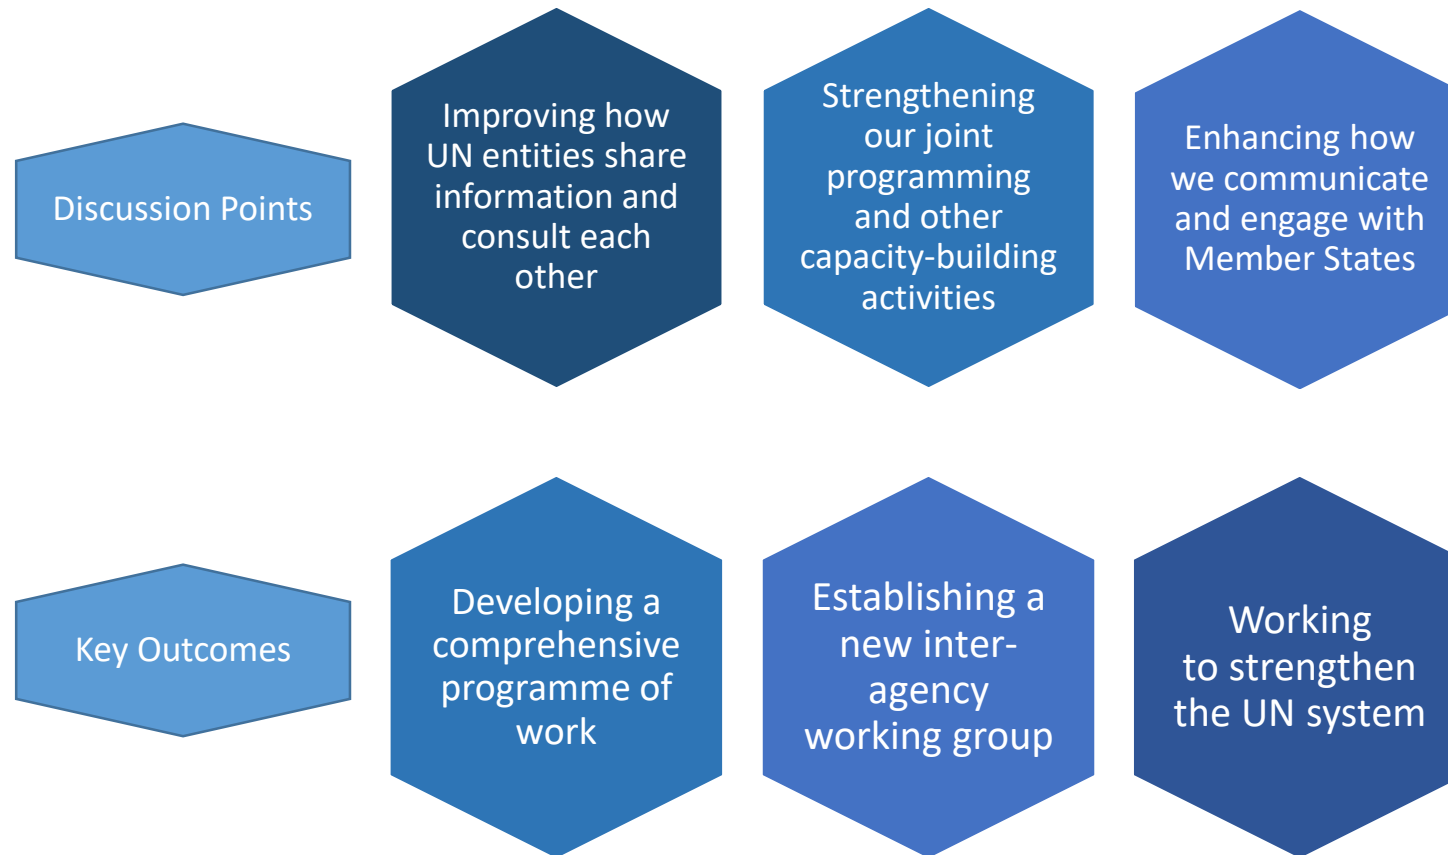 Discussion Points
Improving how
UN entities share
information and
consult each
other
Strengthening
our joint
programming
and other
capacity-building
activities
Enhancing how
we communicate
and engage with
Member States
Key Outcomes
Developing a
comprehensive
programme of
work
Establishing a
new inter-
agency
working group
Working
to strengthen
the UN system